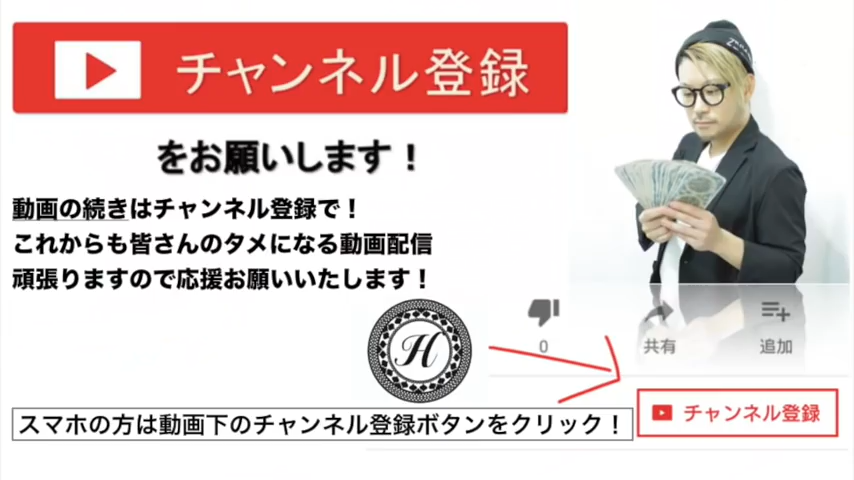 チャンネル登録
をお願いします！
動画の続きはチャンネル登録で！
これからも皆さんのタメになる動画配信
頑張りますので応援お願いいたします！
H
0
共有
追加
スマホの方は動画下のチャンネル登録ボタンをクリック！
チャンネル登録